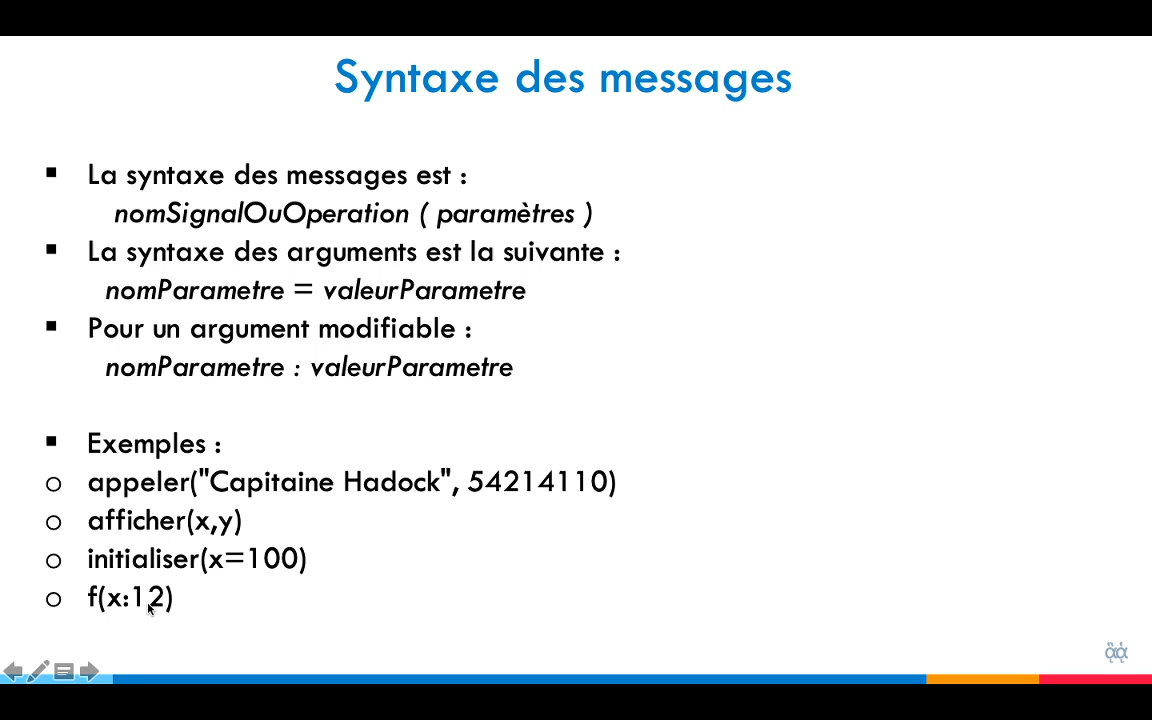 Syntaxe des messages
▪ La syntaxe des messages est :
nomSignalOuOperation ( paramètres )
▪ La syntaxe des arguments est la suivante :
nomParametre = valeurParametre
▪ Pour un argument modifiable :
nomParametre : valeurParametre
▪ Exemples :
o appeler("Capitaine Hadock", 54214110)
o afficher(x,y)
o initialiser(x=100)
o f(x:12)